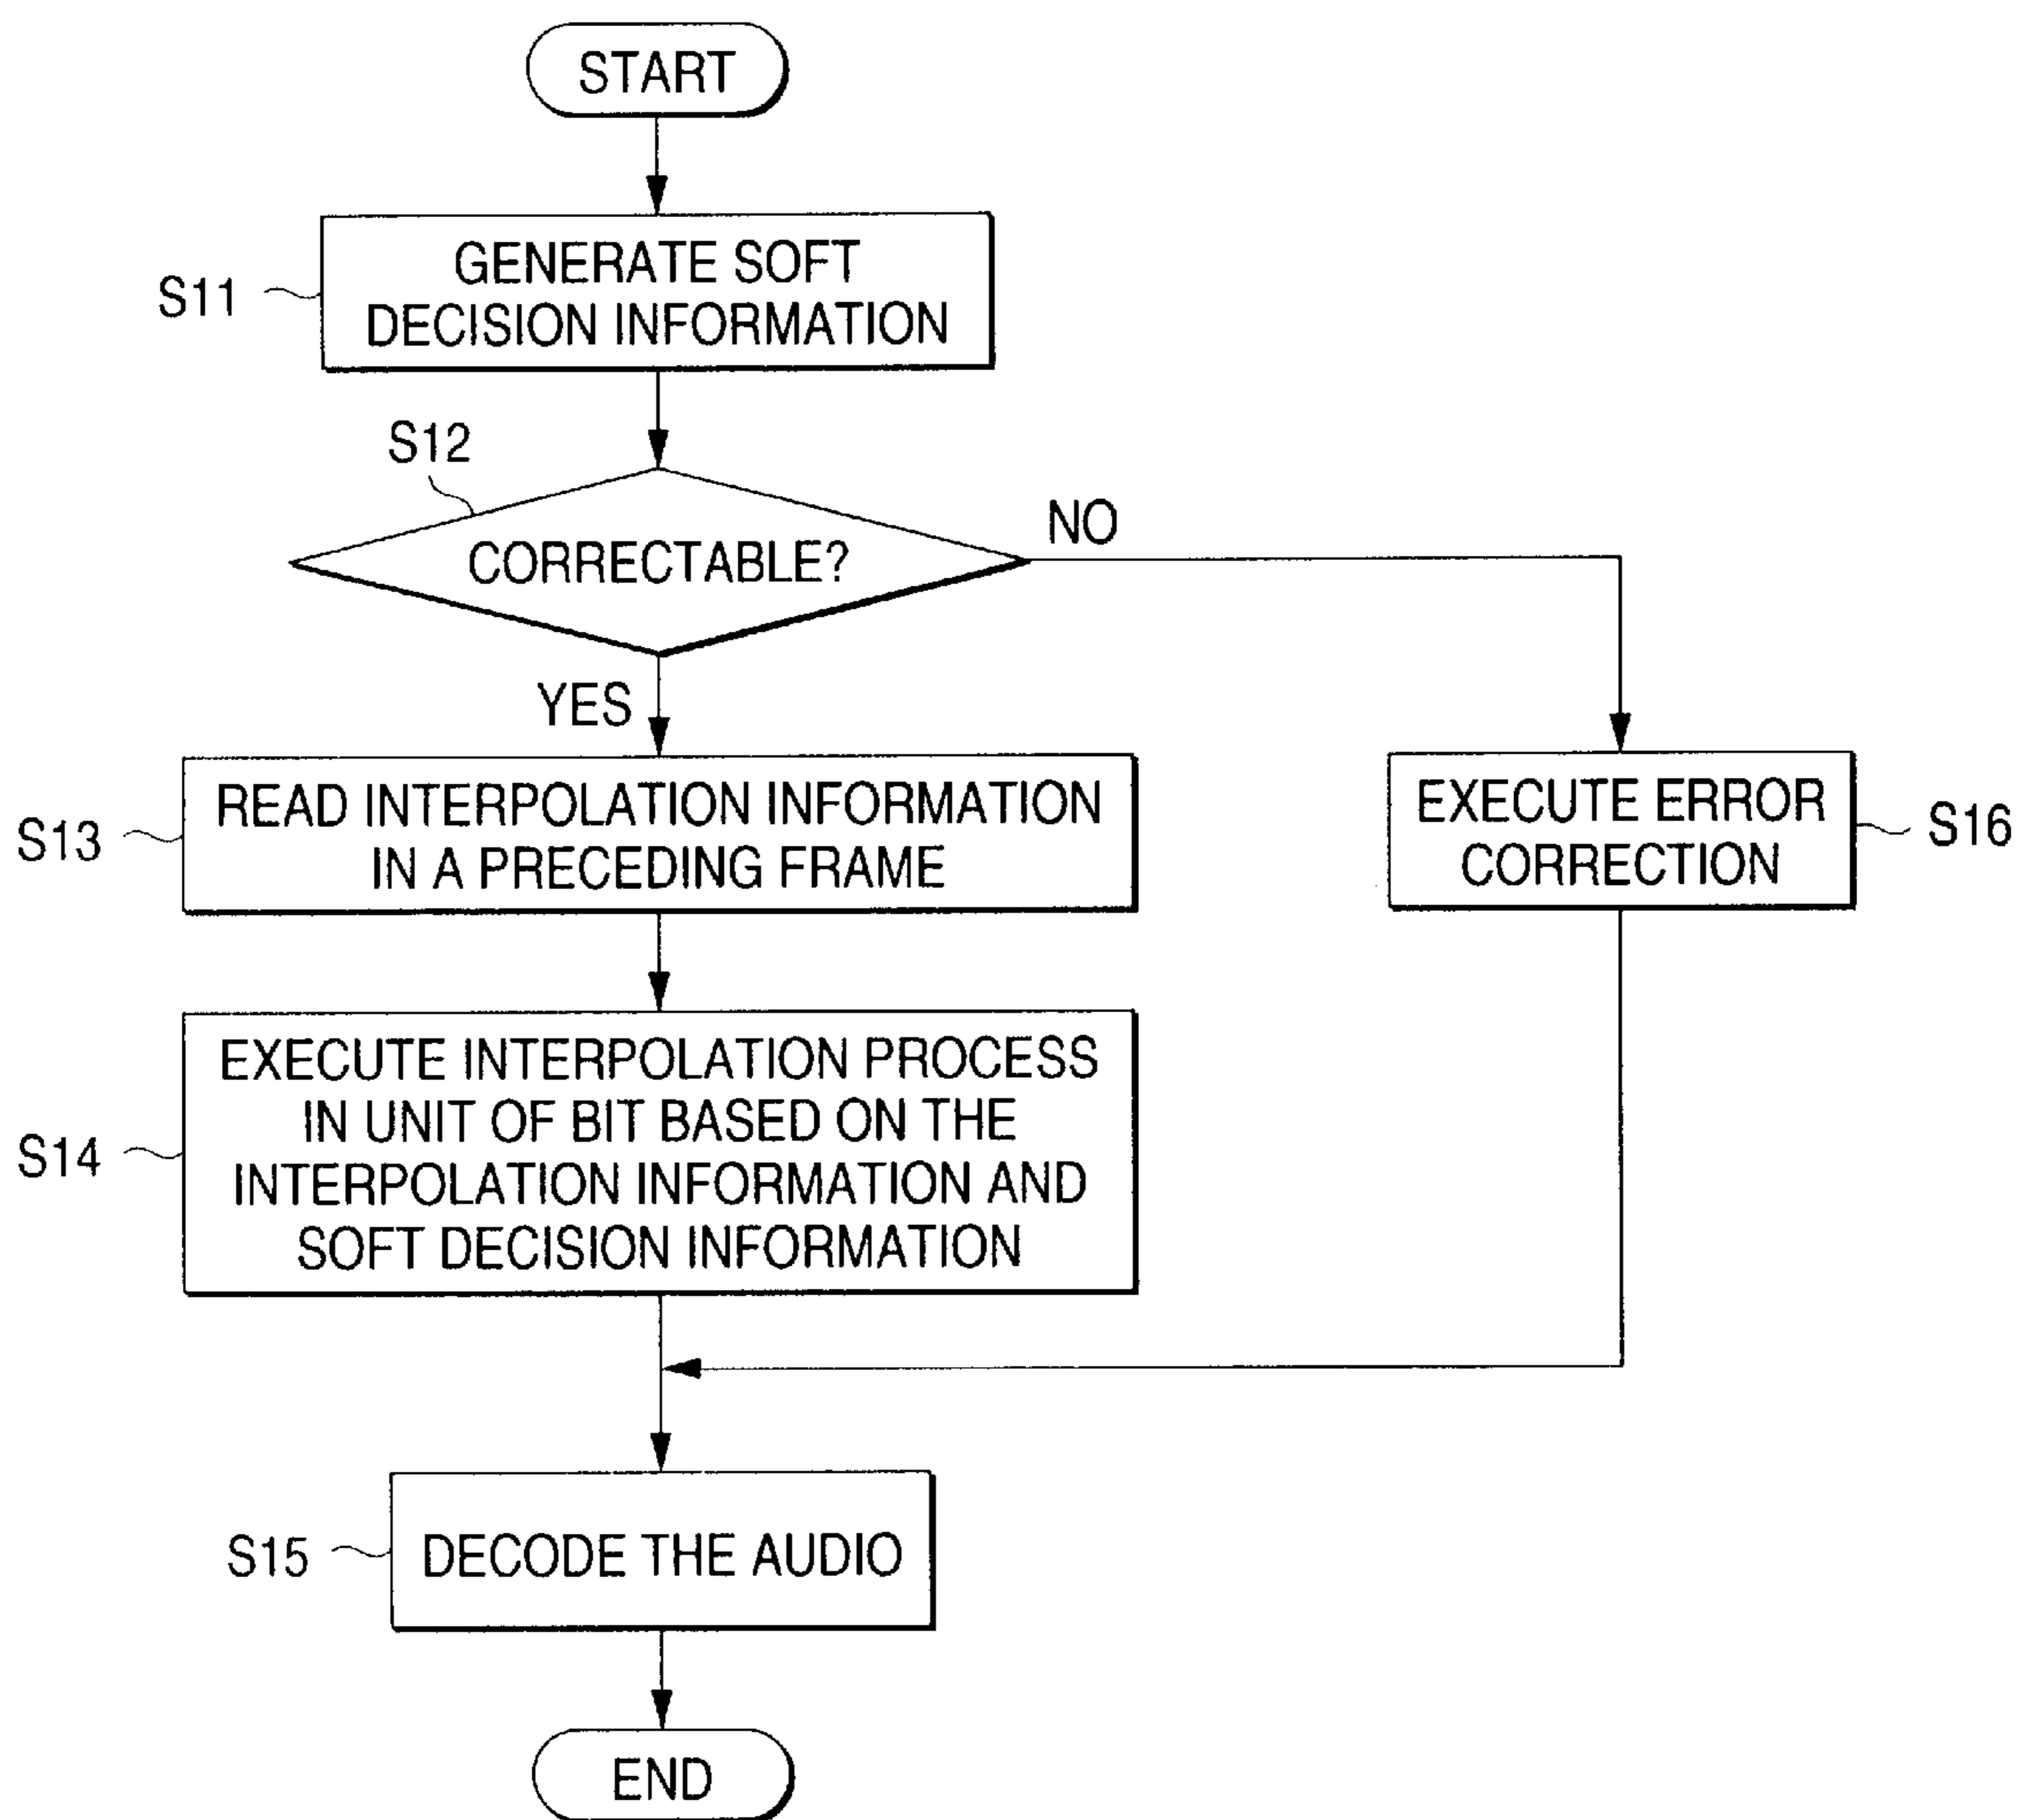 START
S11
GENERATE SOFT
DECISION INFORMATION
S12
CORRECTABLE?
NO
YES
S13
READ INTERPOLATION INFORMATION
IN A PRECEDING FRAME
EXECUTE ERROR
CORRECTION
S16
S14
EXECUTE INTERPOLATION PROCESS
IN UNIT OF BIT BASED ON THE
INTERPOLATION INFORMATION AND
SOFT DECISION INFORMATION
S15
DECODE THE AUDIO
END